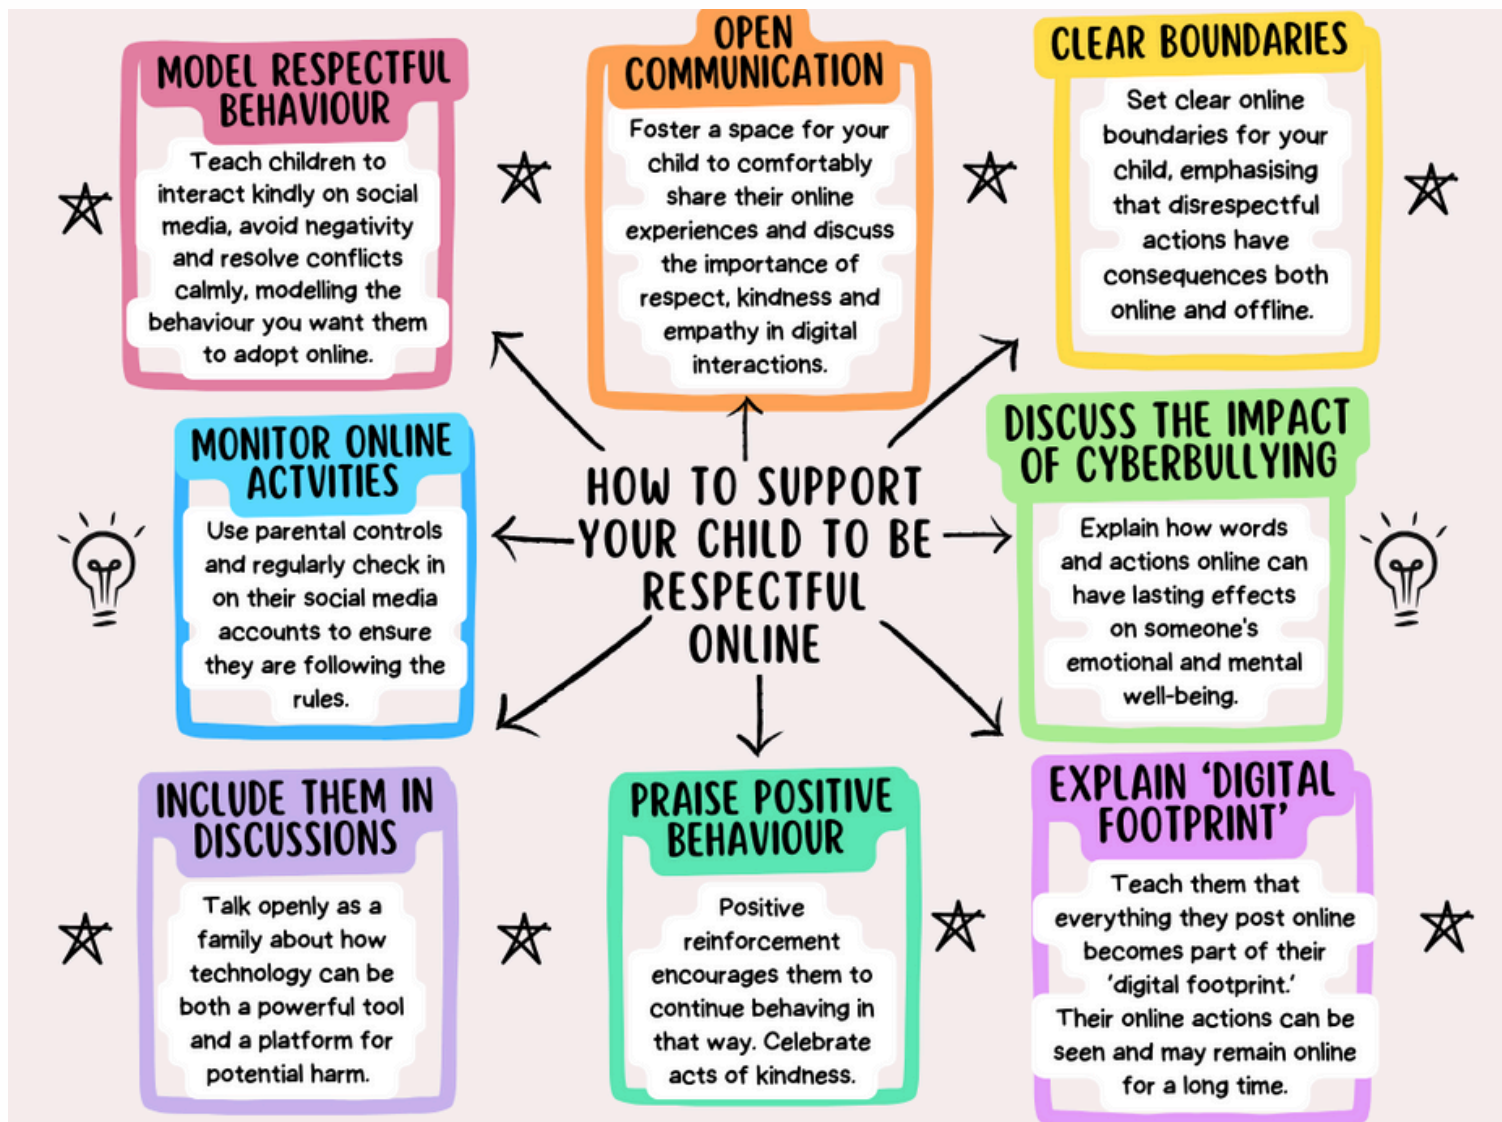 MODEL RESPECTFUL
BEHAVIOUR
Teach children to
interact kindly on social
media, avoid negativity
and resolve conflicts
calmly, modelling the
behaviour you want them
to adopt online.
OPEN
COMMUNICATION
Foster a space for your
child to comfortably
share their online
experiences and discuss
the importance of
respect, kindness and
empathy in digital
interactions.
CLEAR BOUNDARIES
Set clear online
boundaries for your
child, emphasising
that disrespectful
actions have
consequences both
online and offline.
MONITOR ONLINE
ACTVITIES
Use parental controls
and regularly check in
on their social media
accounts to ensure
they are following the
rules.
HOW TO SUPPORT
YOUR CHILD TO BE
RESPECTFUL
ONLINE
DISCUSS THE IMPACT
OF CYBERBULLYING
Explain how words
and actions online can
have lasting effects
on someone's
emotional and mental
well-being.
INCLUDE THEM IN
DISCUSSIONS
Talk openly as a
family about how
technology can be
both a powerful tool
and a platform for
potential harm.
PRAISE POSITIVE
BEHAVIOUR
Positive
reinforcement
encourages them to
continue behaving in
that way. Celebrate
acts of kindness.
EXPLAIN ‘DIGITAL
FOOTPRINT’
Teach them that
everything they post online
becomes part of their
‘digital footprint.’
Their online actions can be
seen and may remain online
for a long time.